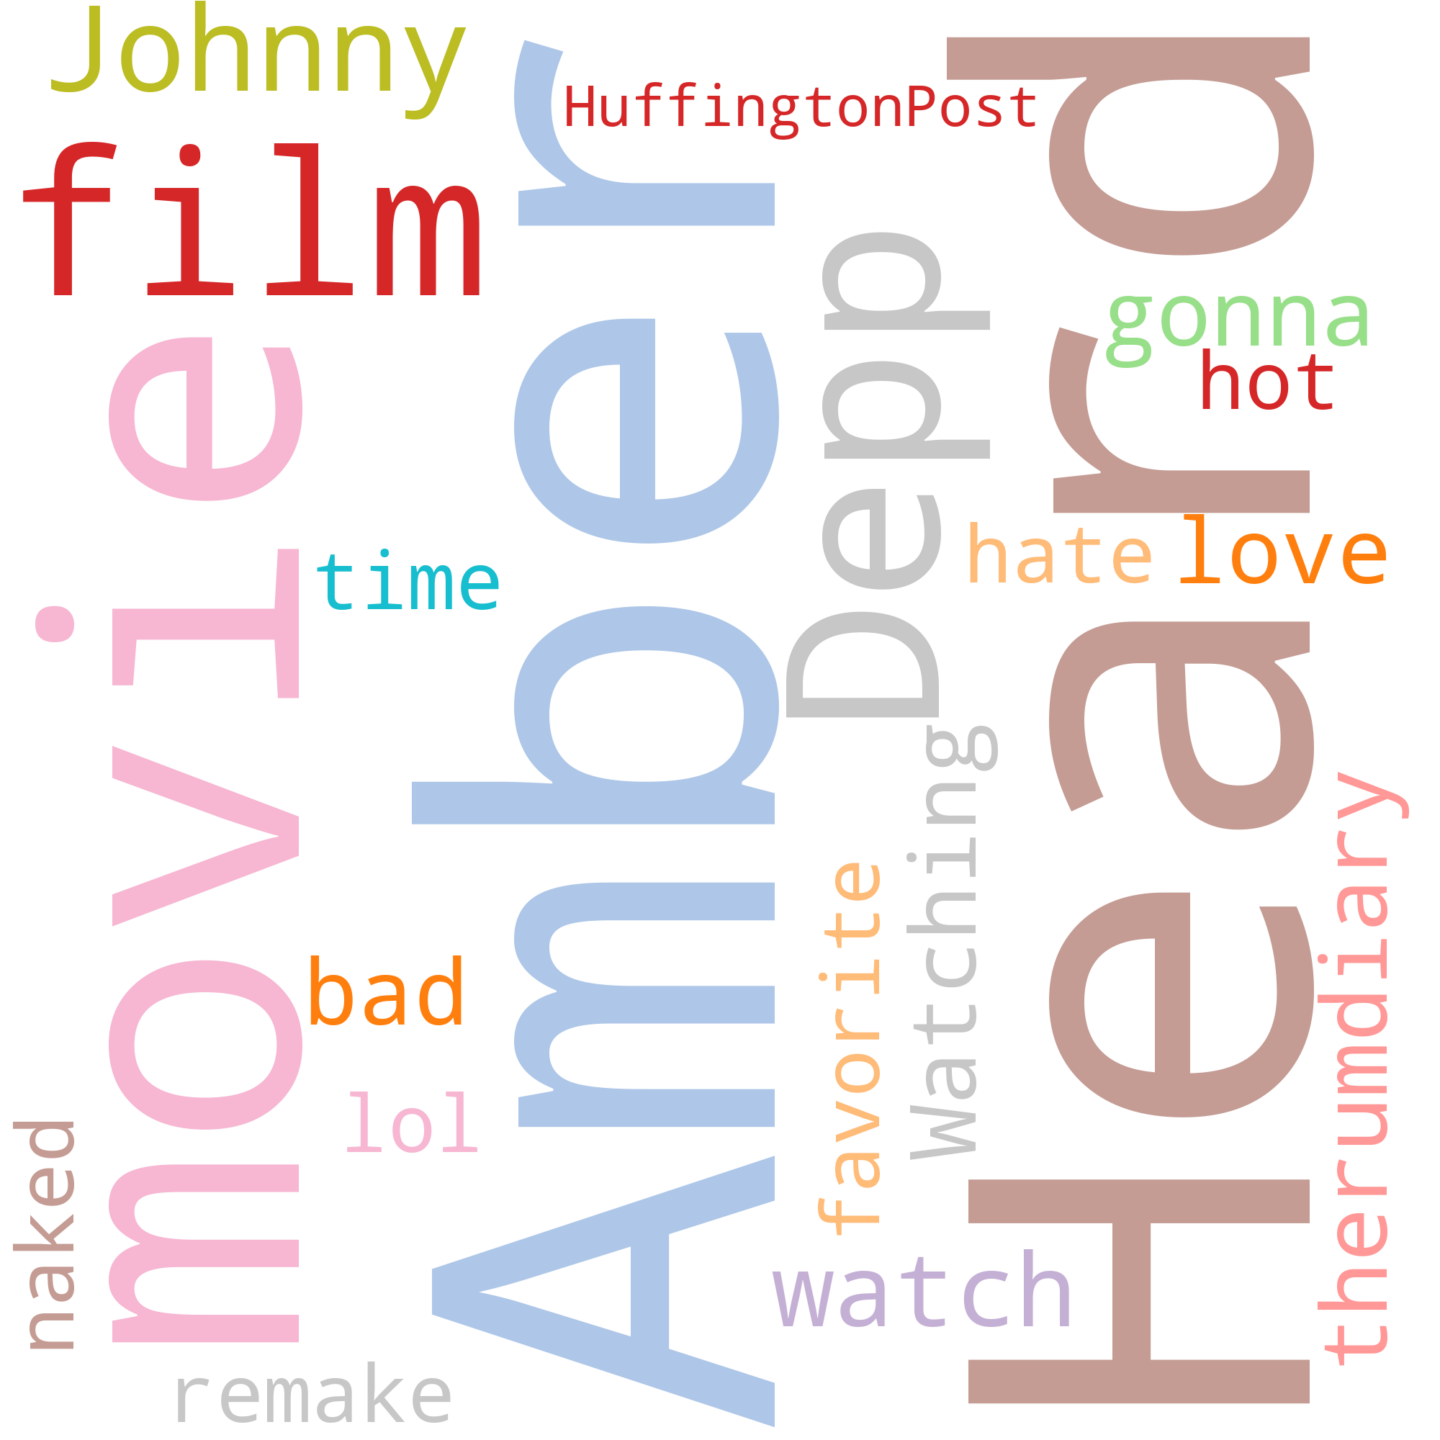 Johnny
HuffingtonPost
film
movie
Amber
Depp
Heard
gonna
hot
time
hate
love
bad
lol
favorite
Watching
therumdiary
naked
watch
remake